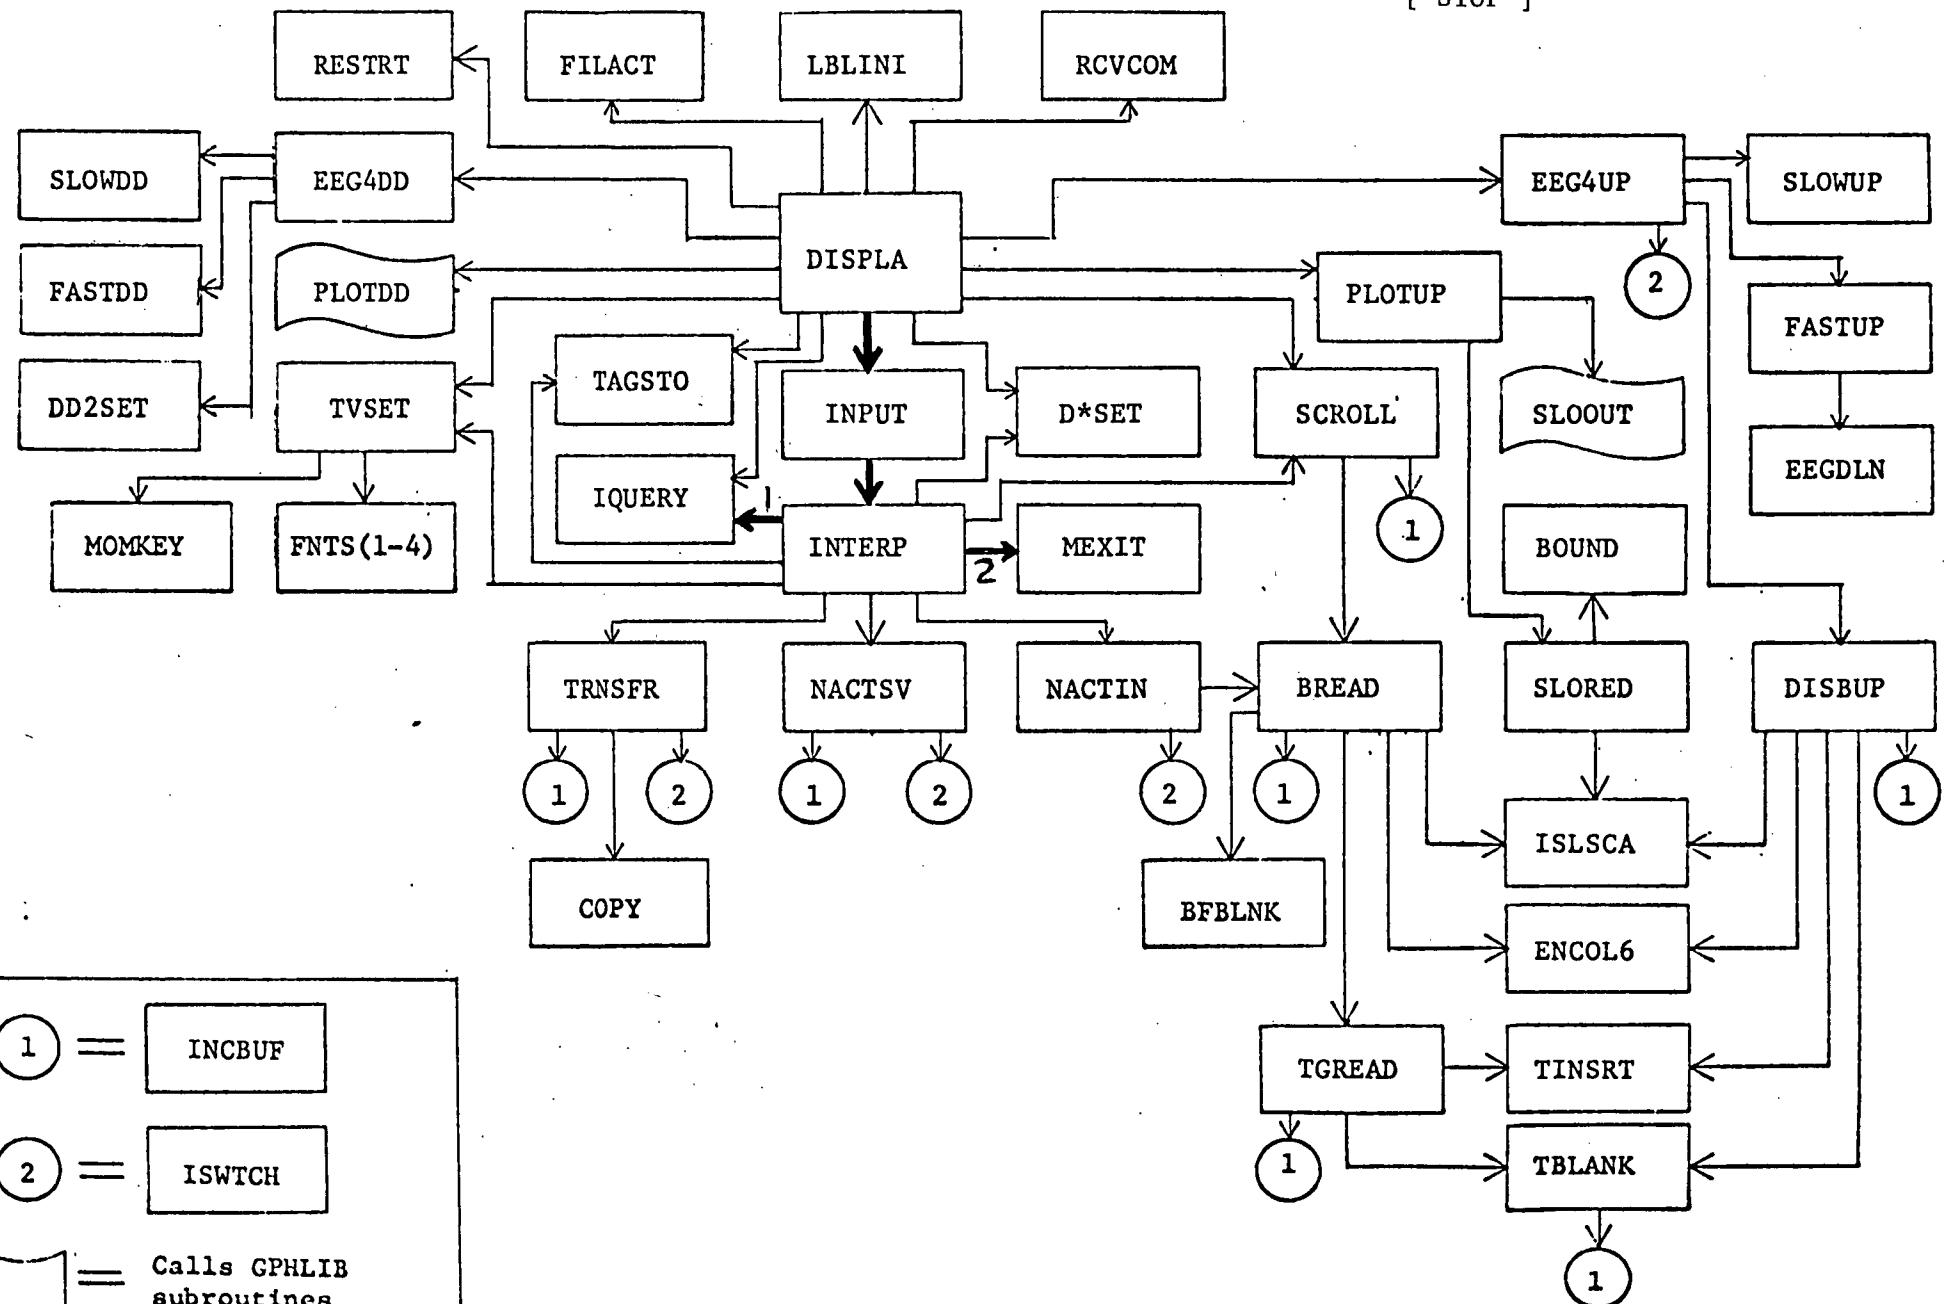 [ STOP ]
RESTRT
FILACT
LBLINI
RCVCOM
SLOWDD
EEG4DD
EEG4UP
SLOWUP
DISPLA
FASTDD
PLOTDD
PLOTUP
2
FASTUP
TAGSTO
DD2SET
TVSET
INPUT
D*SET
SCROLL
SLOOUT
EEGDLN
IQUERY
1
1
MOMKEY
FNTS(1-4)
INTERP
2
MEXIT
BOUND
TRNSFR
NACTSV
NACTIN
BREAD
SLORED
DISBUP
1
2
1
2
2
1
1
ISLSCA
COPY
BFBLNK
ENCOL6
1 = INCBUF
TGREAD
TINSRT
1
TBLANK
2 = ISWTCH
1
= Calls GPHLIB
subroutines